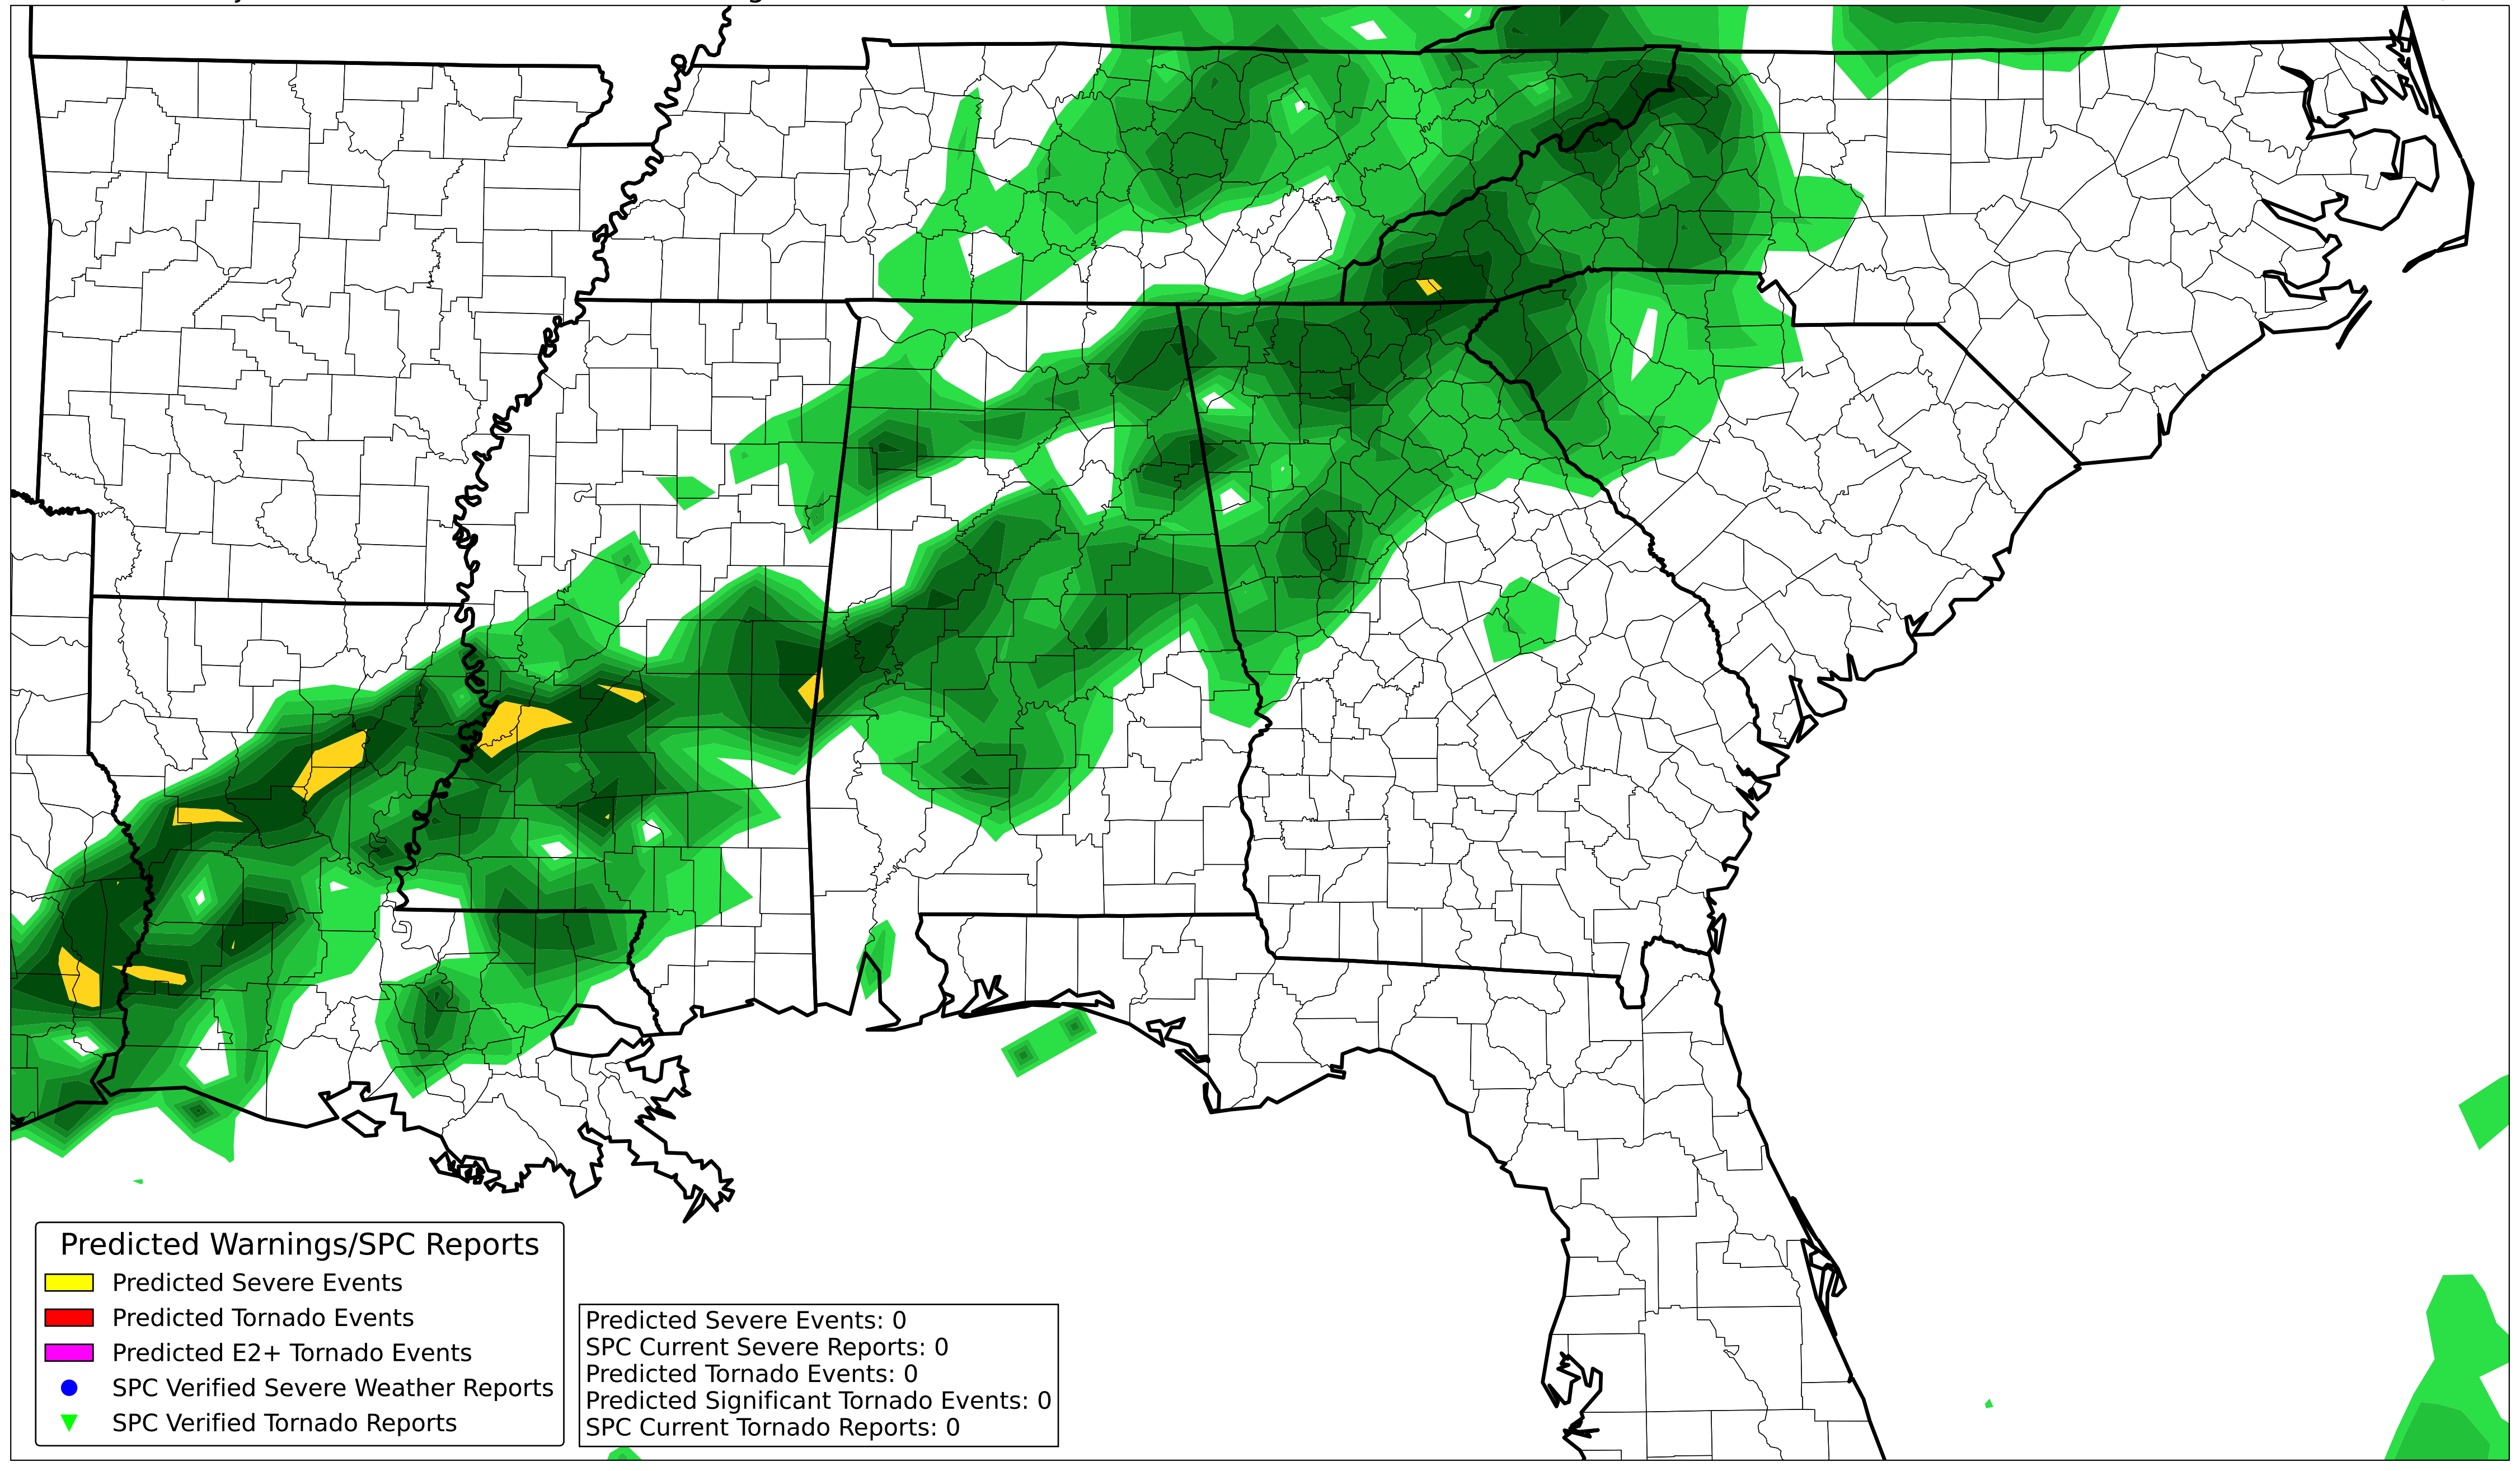 Predicted Warnings/SPC Reports
Predicted Severe Events
Predicted Tornado Events
Predicted E2+ Tornado Events
SPC Verified Severe Weather Reports
SPC Verified Tornado Reports
Predicted Severe Events: 0
SPC Current Severe Reports: 0
Predicted Tornado Events: 0
Predicted Significant Tornado Events: 0
SPC Current Tornado Reports: 0